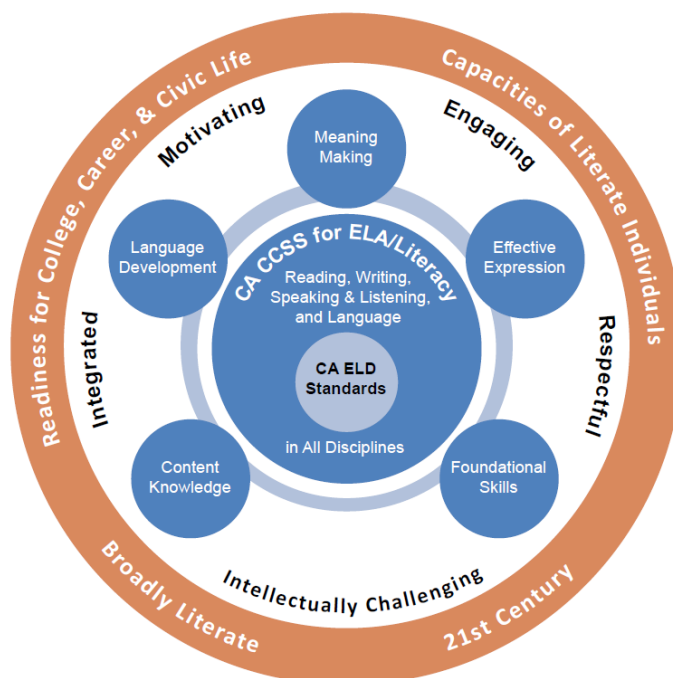 Readiness for College, Career, & Civic Life
Capacities of Literate Individuals
Broadly Literate
21st Century
Motivating
Engaging
Integrated
Respectful
Intellectually Challenging
Meaning
Making
Language
Development
Effective
Expression
Content
Knowledge
Foundational
Skills
CA CCSS for ELA/Literacy
Reading, Writing,
Speaking & Listening,
and Language
CA ELD
Standards
in All Disciplines